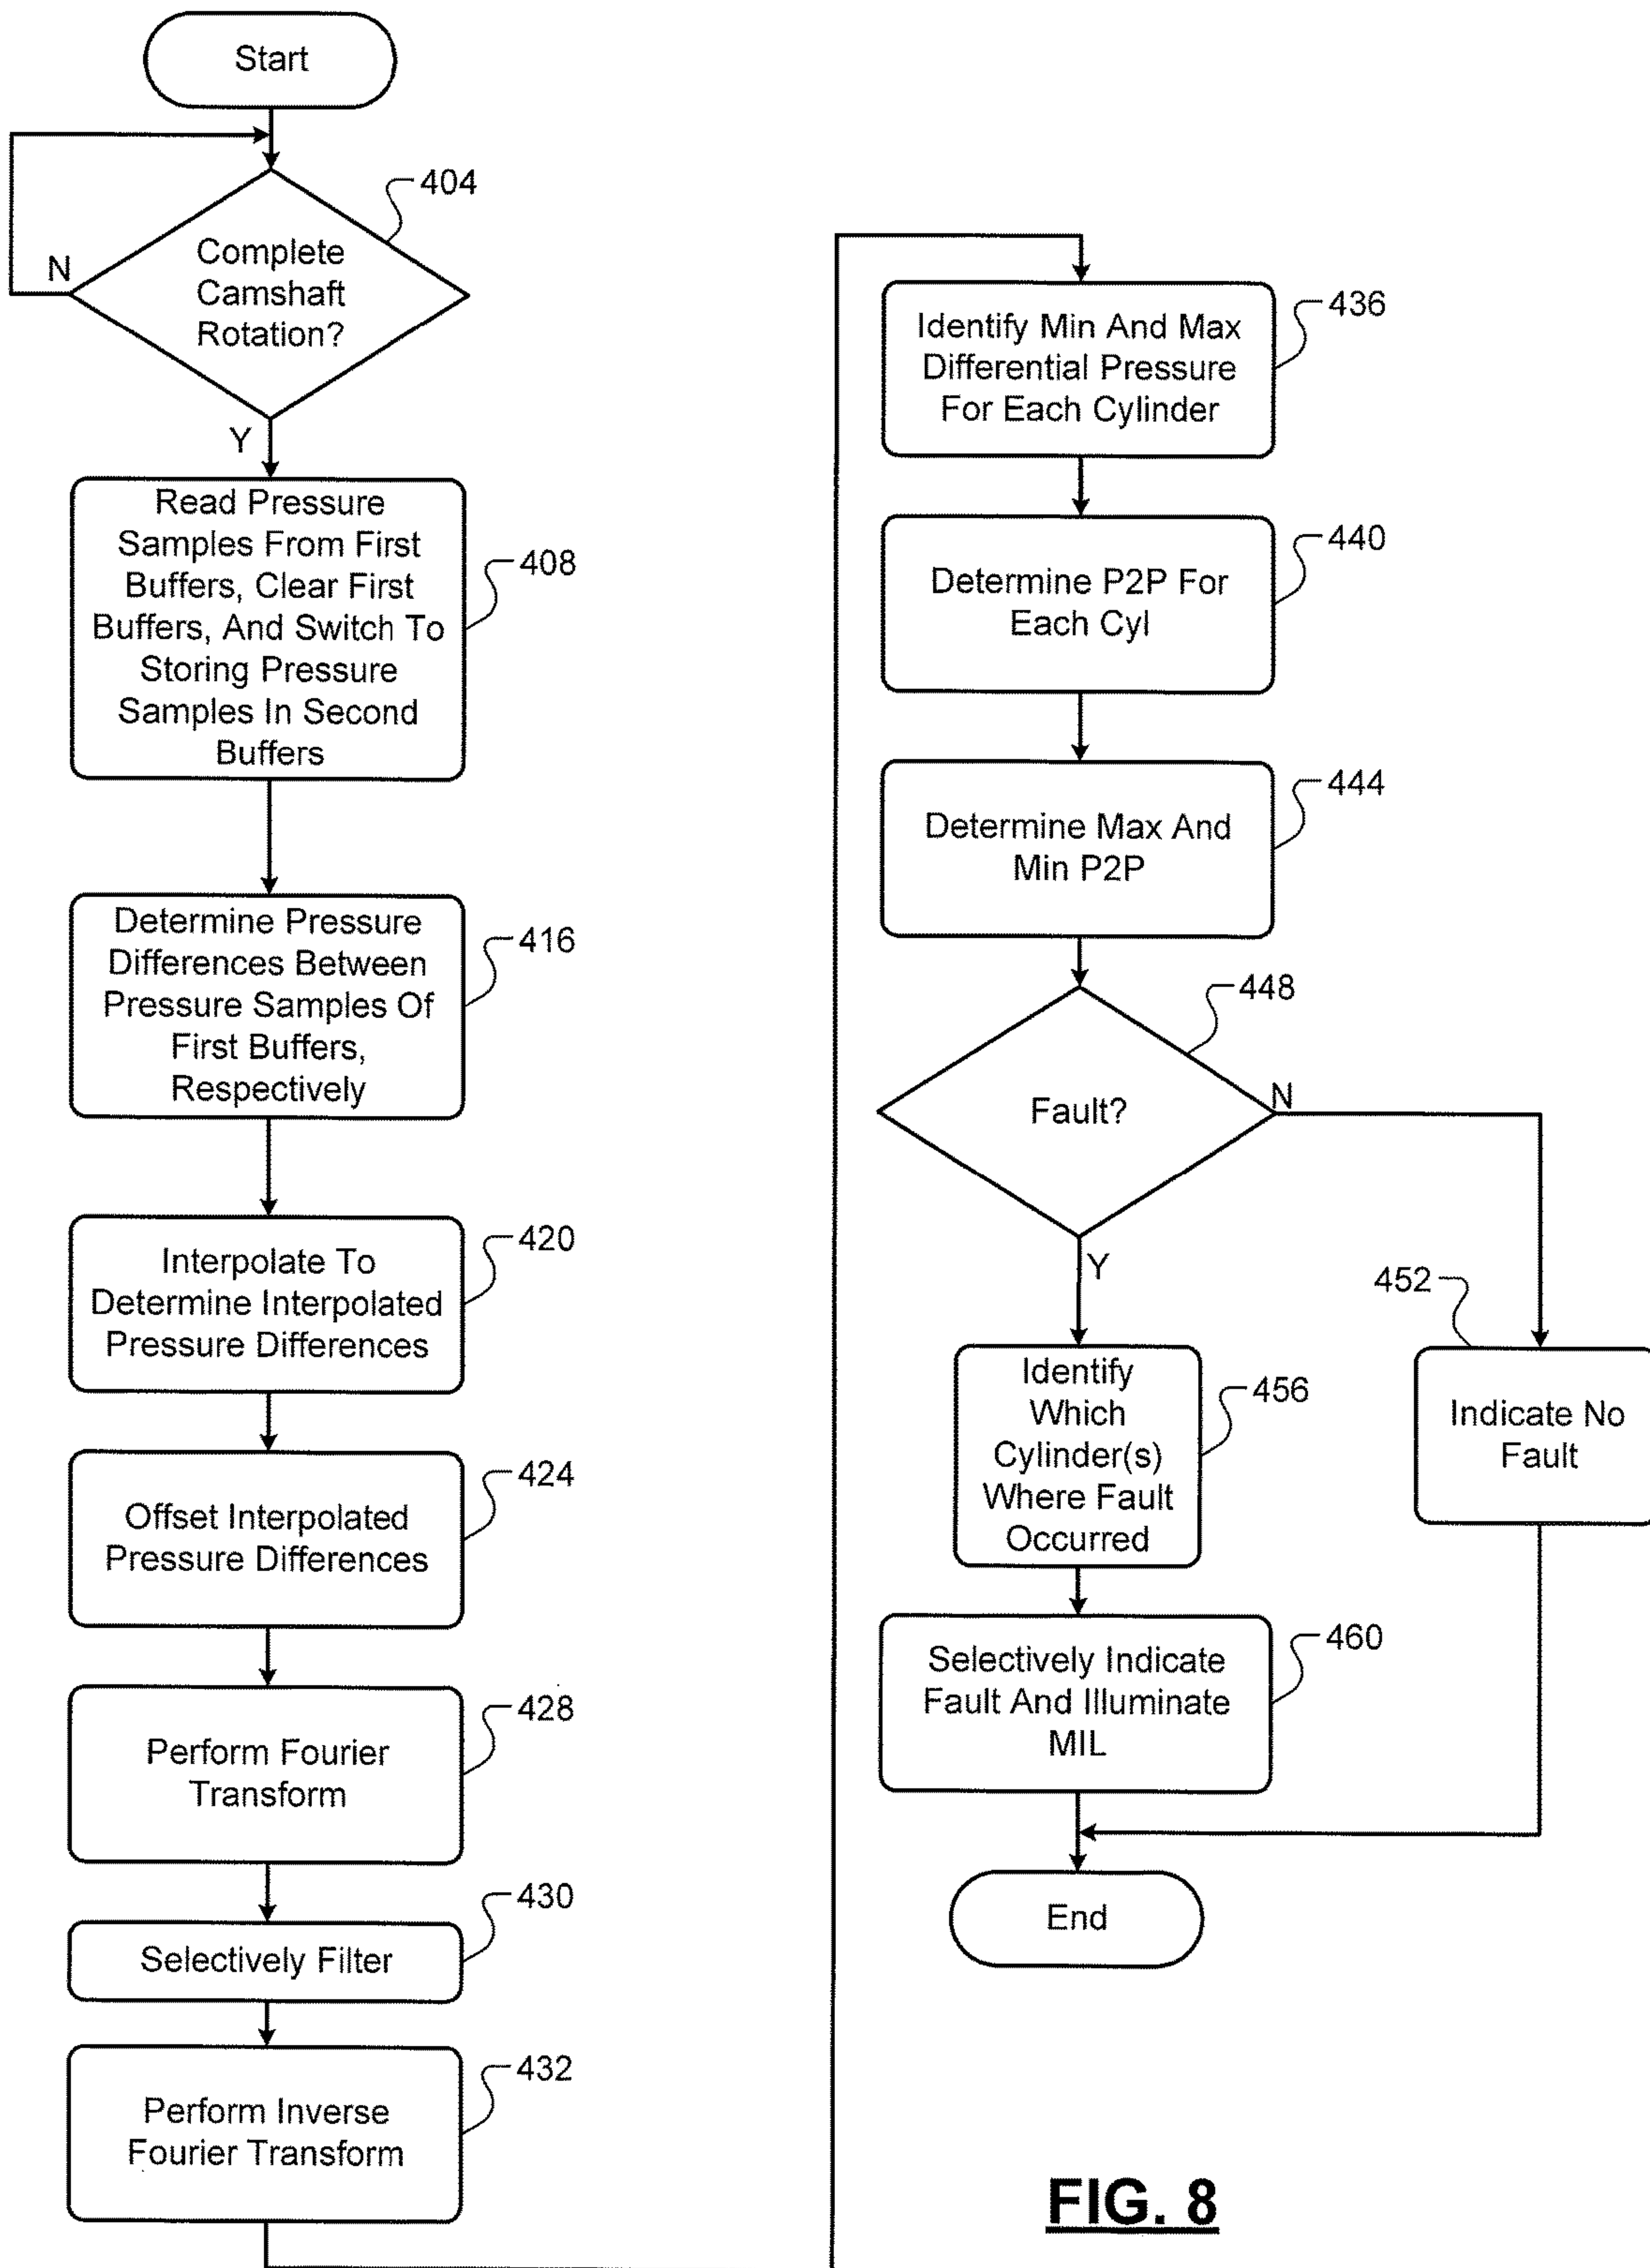 Start
404
Complete
Camshaft
Rotation?
N
Y
Read Pressure
Samples From First
Buffers, Clear First
Buffers, And Switch To
Storing Pressure
Samples In Second
Buffers
408
Determine Pressure
Differences Between
Pressure Samples Of
First Buffers,
Respectively
416
Interpolate To
Determine Interpolated
Pressure Differences
420
Offset Interpolated
Pressure Differences
424
Perform Fourier
Transform
428
Selectively Filter
430
Perform Inverse
Fourier Transform
432
Identify Min And Max
Differential Pressure
For Each Cylinder
436
Determine P2P For
Each Cyl
440
Determine Max And
Min P2P
444
Fault?
448
N
Y
452
Indicate No
Fault
Identify
Which
Cylinder(s)
Where Fault
Occurred
456
Selectively Indicate
Fault And Illuminate
MIL
460
End
FIG. 8